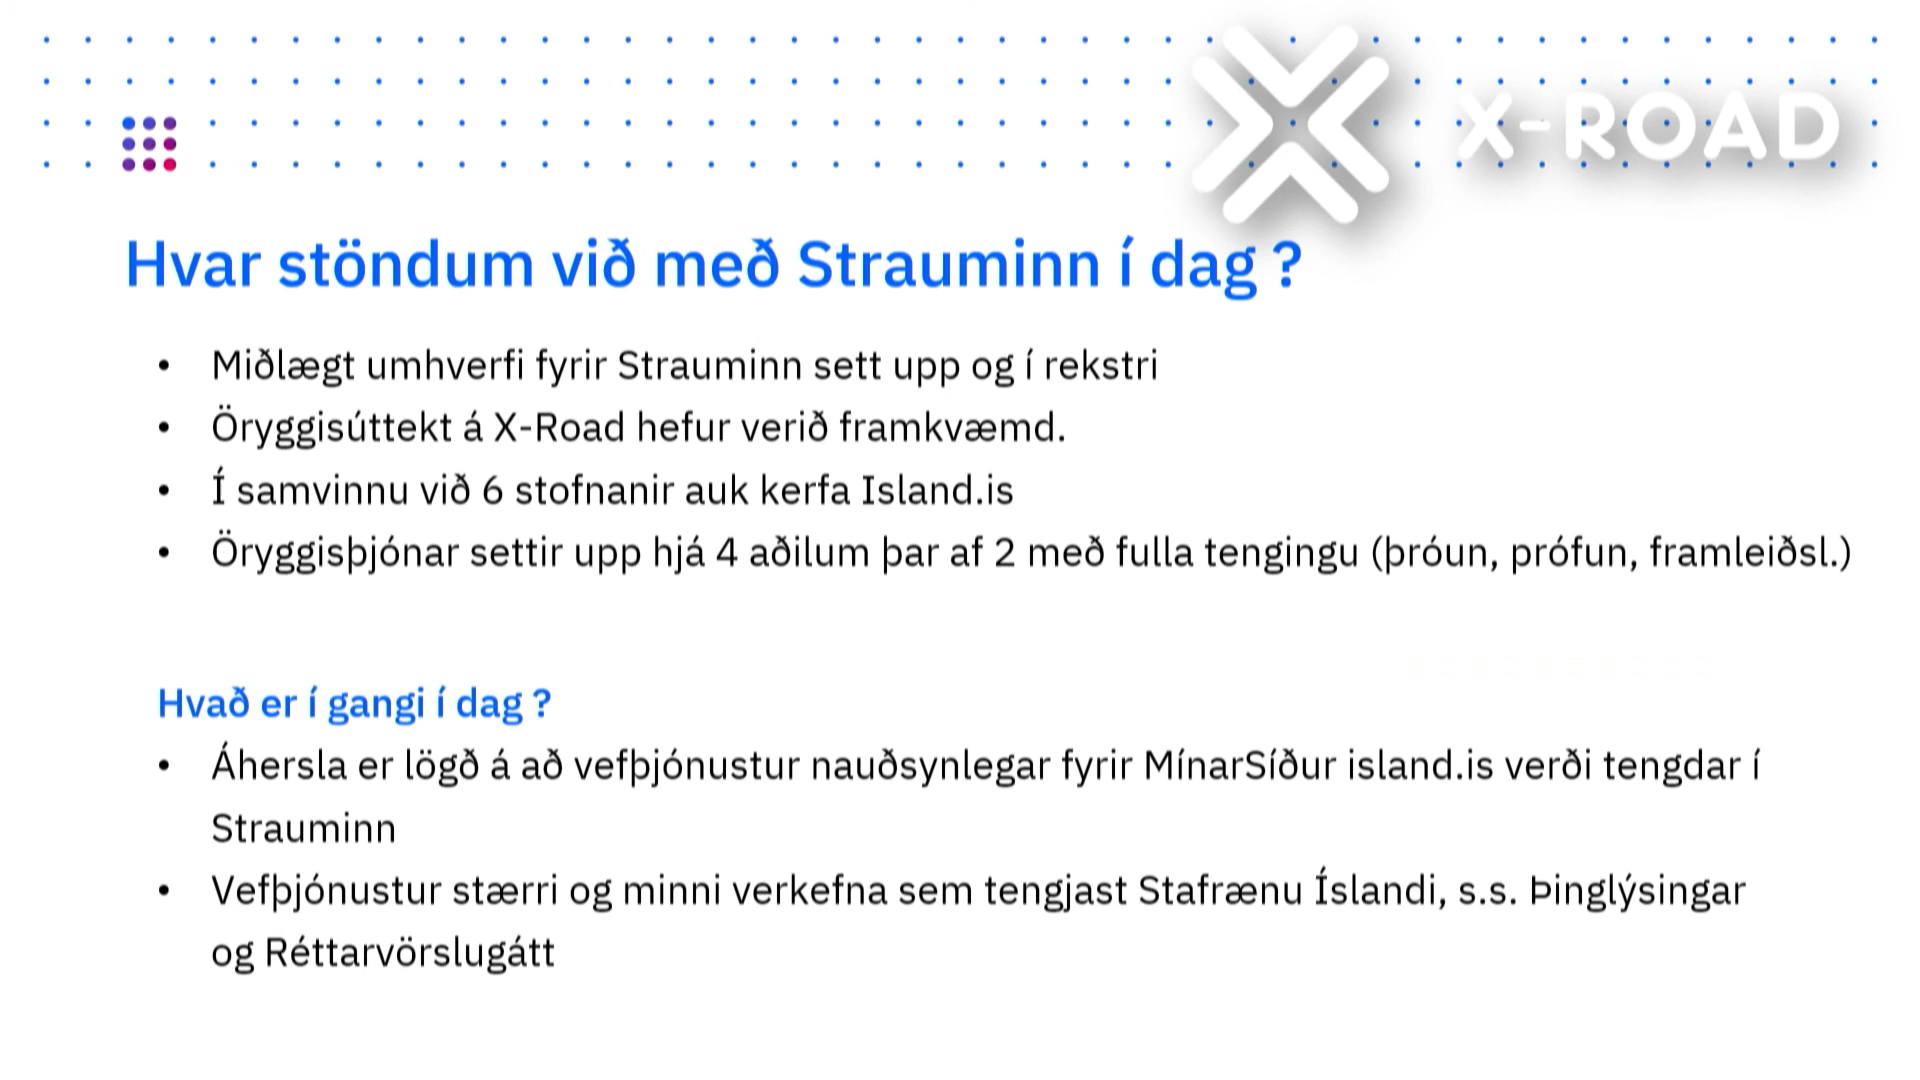 X-ROAD
Hvar stöndum við með Strauminn í dag ?
• Miðlægt umhverfi fyrir Strauminn sett upp og í rekstri
• Öryggisúttekt á X-Road hefur verið framkvæmd.
• Í samvinnu við 6 stofnanir auk kerfa Island.is
• Öryggisþjónar settir upp hjá 4 aðilum þar af 2 með fulla tengingu (þróun, prófun, framleiðsl.)
Hvað er í gangi í dag ?
• Áhersla er lögð á að vefþjónustur nauðsynlegar fyrir MínarSíður island.is verði tengdar í
Strauminn
• Vefþjónustur stærri og minni verkefna sem tengjast Stafrænu Íslandi, s.s. Þinglýsingar
og Réttarvörslugátt